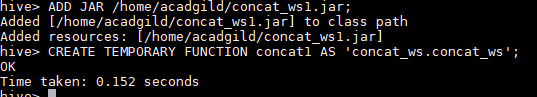 hive> ADD JAR /home/acadgild/concat_ws1.jar;
Added [/home/acadgild/concat_ws1.jar] to class path
Added resources: [/home/acadgild/concat_ws1.jar]
hive> CREATE TEMPORARY FUNCTION concat1 AS 'concat_ws.concat_ws';
OK
Time taken: 0.152 seconds
hive>